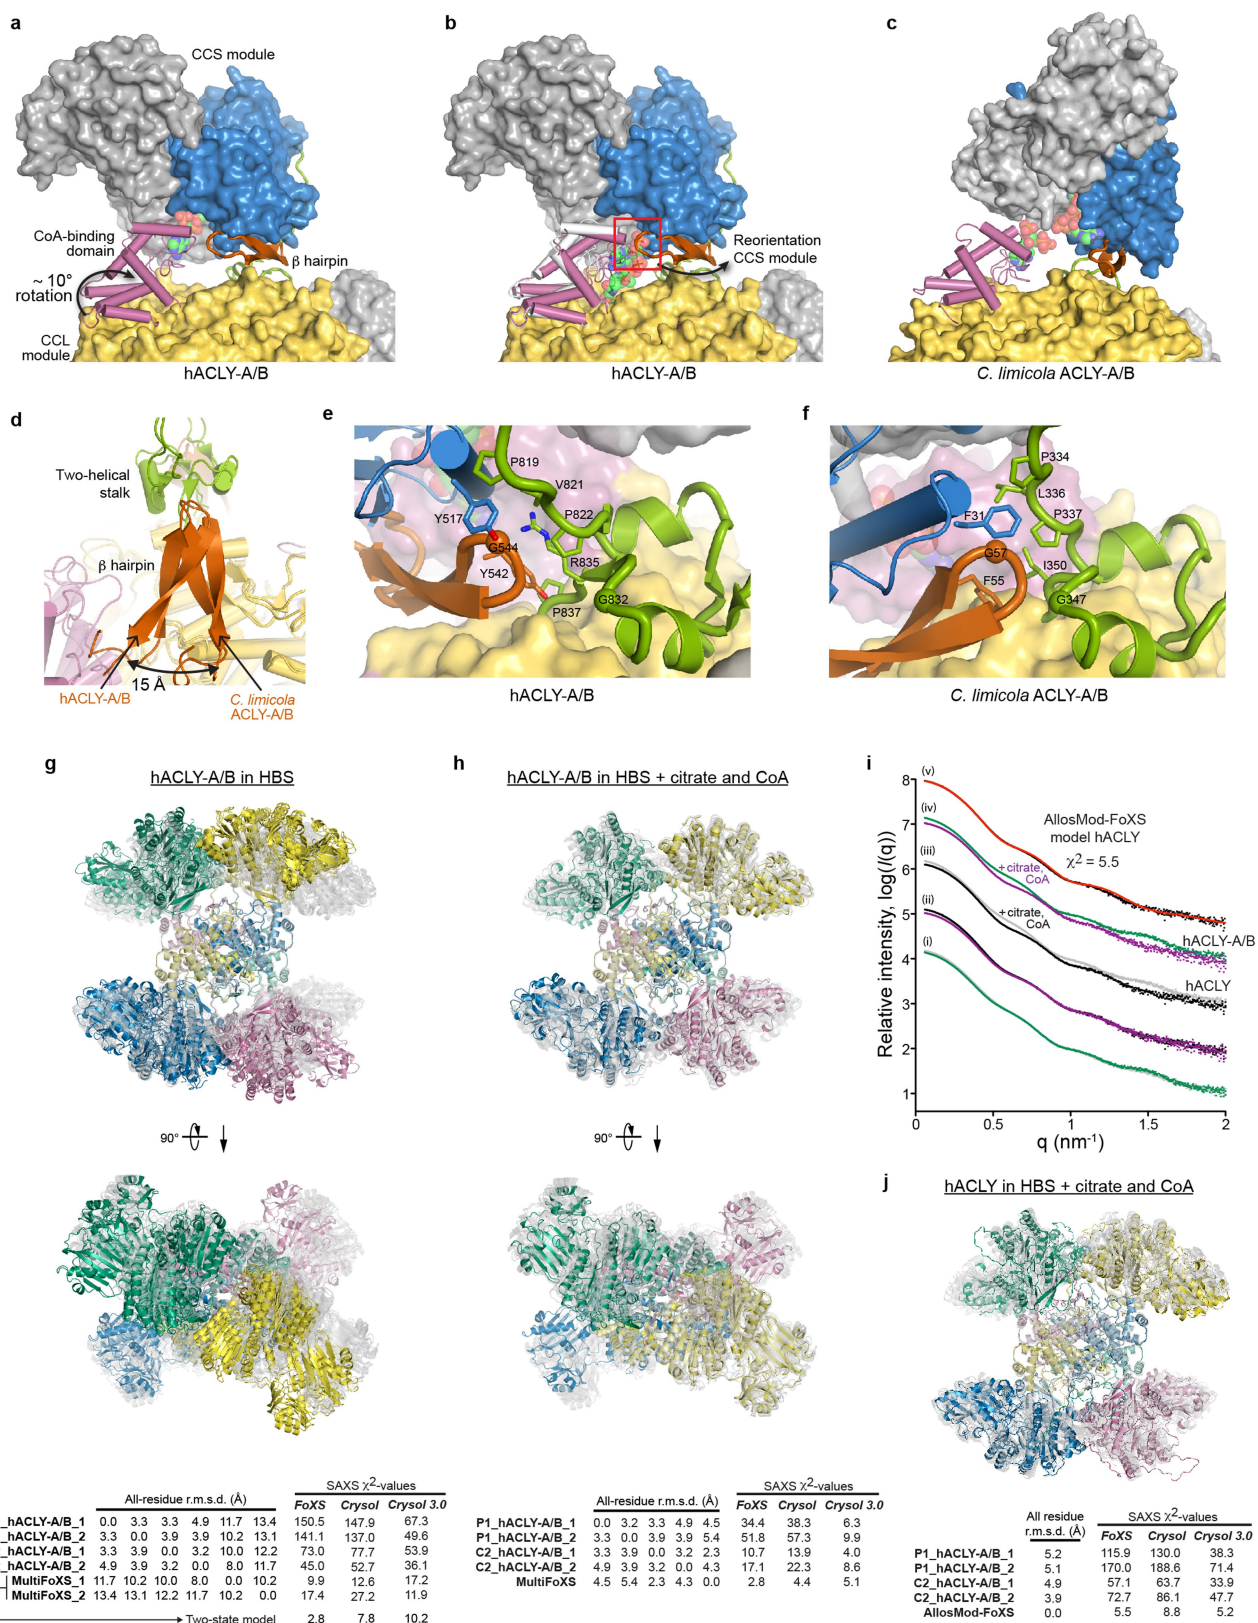 a
CCS module
CoA-binding
domain
β hairpin
~ 10°
rotation
CCL
module
hACLY-A/B
b
Reorientation
CCS module
hACLY-A/B
c
C. limicola ACLY-A/B
d
Two-helical
stalk
β hairpin
15 Å
hACLY-A/B
C. limicola
ACLY-A/B
e
P819
V821
Y517
P822
G544
R835
Y542
G832
P837
hACLY-A/B
f
P334
L336
F31
P337
G57
I350
F55
G347
C. limicola ACLY-A/B
g
hACLY-A/B in HBS
90°
h
hACLY-A/B in HBS + citrate and CoA
90°
i
Relative intensity, log(I(q))
8
7
6
5
4
3
2
1
(v)
(iv)
(iii)
(ii)
(i)
AllosMod-FoXS
model hACLY
χ2 = 5.5
+ citrate,
CoA
+ citrate,
CoA
hACLY-A/B
hACLY
0 0.5 1 1.5 2
q (nm-1)
j
hACLY in HBS + citrate and CoA
SAXS χ2-values
All-residue r.m.s.d. (Å) FoXS Crysol Crysol 3.0
_hACLY-A/B_1 0.0 3.3 3.3 4.9 11.7 13.4 150.5 147.9 67.3
_hACLY-A/B_2 3.3 0.0 3.9 3.9 10.2 13.1 141.1 137.0 49.6
_hACLY-A/B_1 3.3 3.9 0.0 3.2 10.0 12.2 73.0 77.7 53.9
_hACLY-A/B_2 4.9 3.9 3.2 0.0 8.0 11.7 45.0 52.7 36.1
MultiFoXS_1 11.7 10.2 10.0 8.0 0.0 10.2 9.9 12.6 17.2
MultiFoXS_2 13.4 13.1 12.2 11.7 10.2 0.0 17.4 27.2 11.9
Two-state model 2.8 7.8 10.2
SAXS χ2-values
All-residue r.m.s.d. (Å) FoXS Crysol Crysol 3.0
P1_hACLY-A/B_1 0.0 3.2 3.3 4.9 4.5 34.4 38.3 6.3
P1_hACLY-A/B_2 3.3 0.0 3.9 3.9 5.4 51.8 57.3 9.9
C2_hACLY-A/B_1 3.3 3.9 0.0 3.2 2.3 10.7 13.9 4.0
C2_hACLY-A/B_2 4.9 3.9 3.2 0.0 4.3 17.1 22.3 8.6
MultiFoXS 4.5 5.4 2.3 4.3 0.0 2.8 4.4 5.1
All residue SAXS χ2-values
r.m.s.d. (Å) FoXS Crysol Crysol 3.0
P1_hACLY-A/B_1 5.2 115.9 130.0 38.3
P1_hACLY-A/B_2 5.1 170.0 188.6 71.4
C2_hACLY-A/B_1 4.9 57.1 63.7 33.9
C2_hACLY-A/B_2 3.9 72.7 86.1 47.7
AllosMod-FoXS 0.0 5.5 8.8 5.2